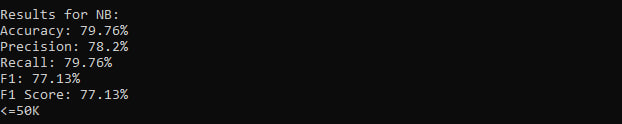 Results for NB:
Accuracy: 79.76%
Precision: 78.2%
Recall: 79.76%
F1: 77.13%
F1 Score: 77.13%
<=50K